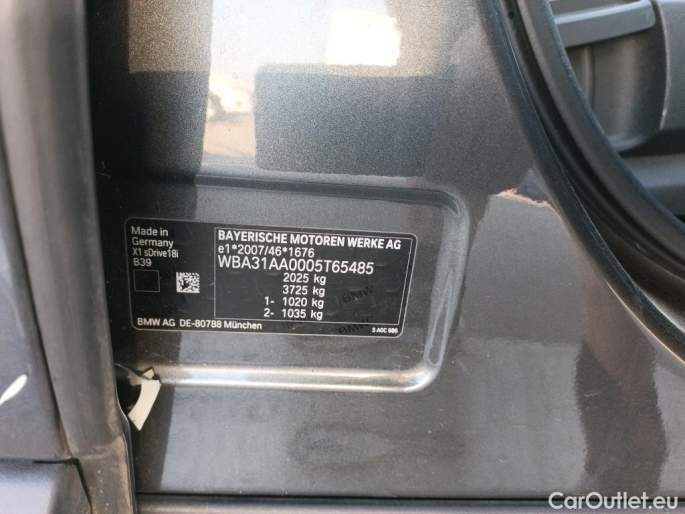 Made in
Germany
X1 sDrive18i
B39
BAYERISCHE MOTOREN WERKE AG
e1*2007/46*1676
WBA31AA0005T65485
2025 kg
3725 kg
1- 1020 kg
2- 1035 kg
BMW AG DE-80788 München
CarOutlet.eu